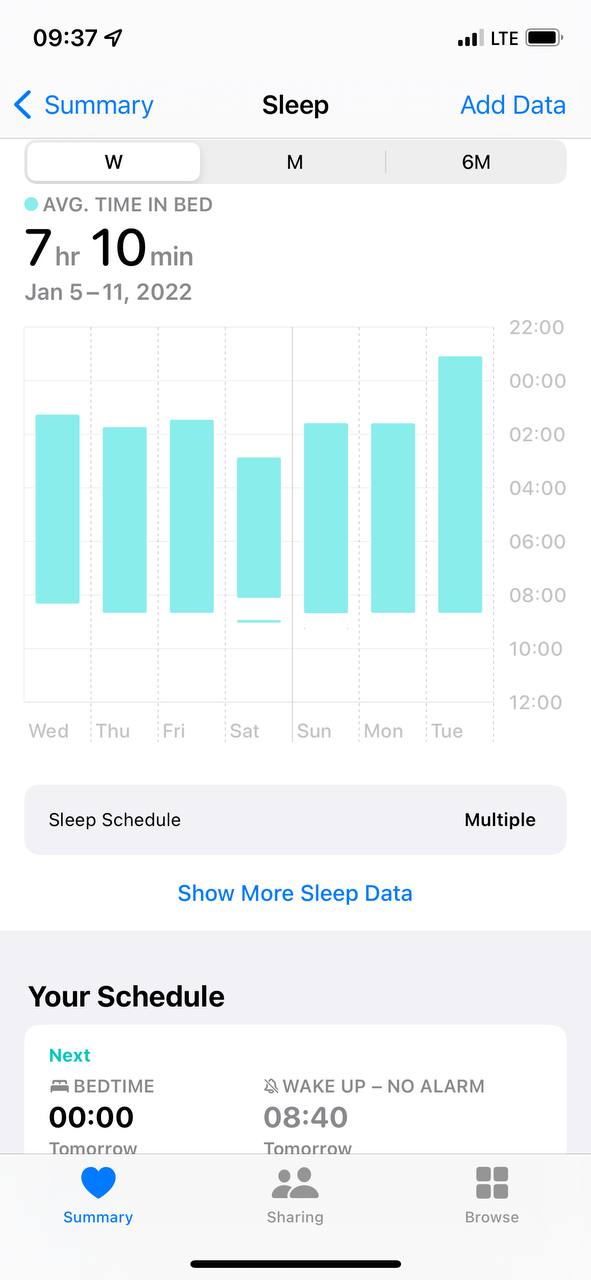 09:37 LTE
Summary Sleep Add Data
W M 6M
AVG. TIME IN BED
7 hr 10 min
Jan 5–11, 2022
22:00
00:00
02:00
04:00
06:00
08:00
10:00
12:00
Wed Thu Fri Sat Sun Mon Tue
Sleep Schedule Multiple
Show More Sleep Data
Your Schedule
Next
BEDTIME WAKE UP – NO ALARM
00:00 08:40
Tomorrow Tomorrow
Summary Sharing Browse